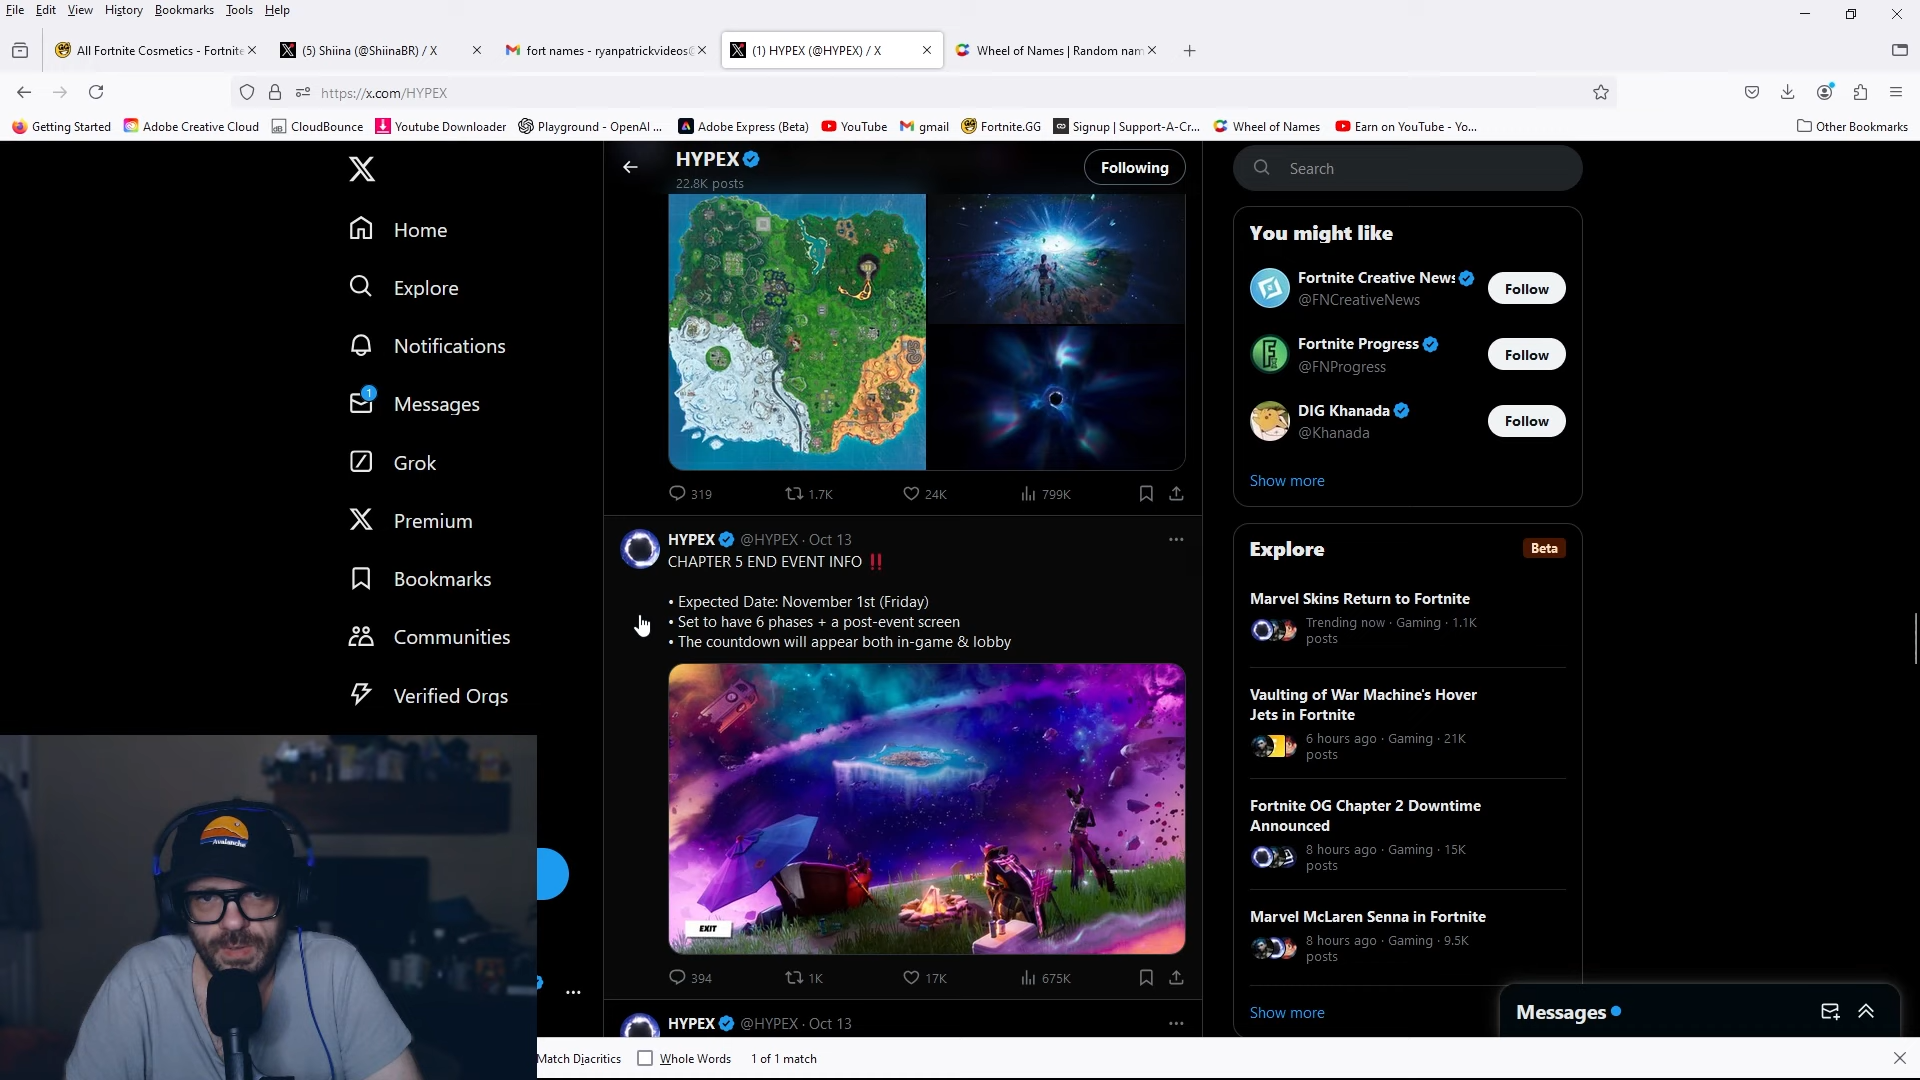 File Edit View History Bookmarks Tools Help
All Fortnite Cosmetics - Fortnite
(5) Shiina (@ShiinaBR) / X
fort names - ryanpatrickvideos@
(1) HYPEX (@HYPEX) / X
Wheel of Names | Random nam
https://x.com/HYPEX
Getting Started
Adobe Creative Cloud
CloudBounce
Youtube Downloader
Playground - OpenAI ...
Adobe Express (Beta)
YouTube
gmail
Fortnite.GG
Signup | Support-A-Cr...
Wheel of Names
Earn on YouTube - Yo...
Other Bookmarks
Home
Explore
Notifications
1
Messages
Grok
Premium
Bookmarks
Communities
Verified Orgs
HYPEX
22.8K posts
Following
319 1.7K 24K 799K
HYPEX @HYPEX · Oct 13
CHAPTER 5 END EVENT INFO ‼️
• Expected Date: November 1st (Friday)
• Set to have 6 phases + a post-event screen
• The countdown will appear both in-game & lobby
EXIT
394 1K 17K 675K
HYPEX @HYPEX · Oct 13
Search
You might like
Fortnite Creative News
@FNCreativeNews
Follow
Fortnite Progress
@FNProgress
Follow
DIG Khanada
@Khanada
Follow
Show more
Explore
Beta
Marvel Skins Return to Fortnite
Trending now · Gaming · 1.1K
posts
Vaulting of War Machine's Hover
Jets in Fortnite
6 hours ago · Gaming · 21K
posts
Fortnite OG Chapter 2 Downtime
Announced
8 hours ago · Gaming · 15K
posts
Marvel McLaren Senna in Fortnite
8 hours ago · Gaming · 9.5K
posts
Show more
Messages
Avalanche
Match Diacritics
Whole Words
1 of 1 match